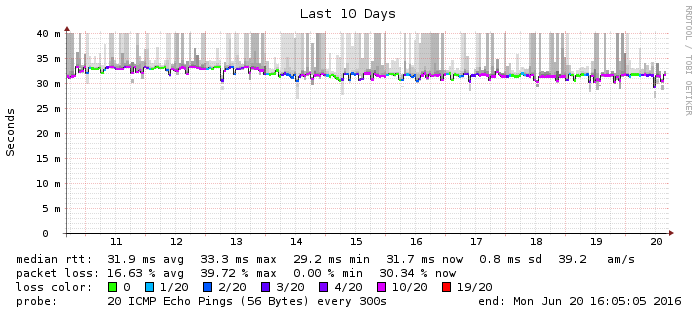 Last 10 Days
RRDTOOL / TOBI OETIKER
Seconds
40 m
35 m
30 m
25 m
20 m
15 m
10 m
5 m
0
11 12 13 14 15 16 17 18 19 20
median rtt: 31.9 ms avg 33.3 ms max 29.2 ms min 31.7 ms now 0.8 ms sd 39.2 am/s
packet loss: 16.63 % avg 39.72 % max 0.00 % min 30.34 % now
loss color: 0 1/20 2/20 3/20 4/20 10/20 19/20
probe: 20 ICMP Echo Pings (56 Bytes) every 300s end: Mon Jun 20 16:05:05 2016